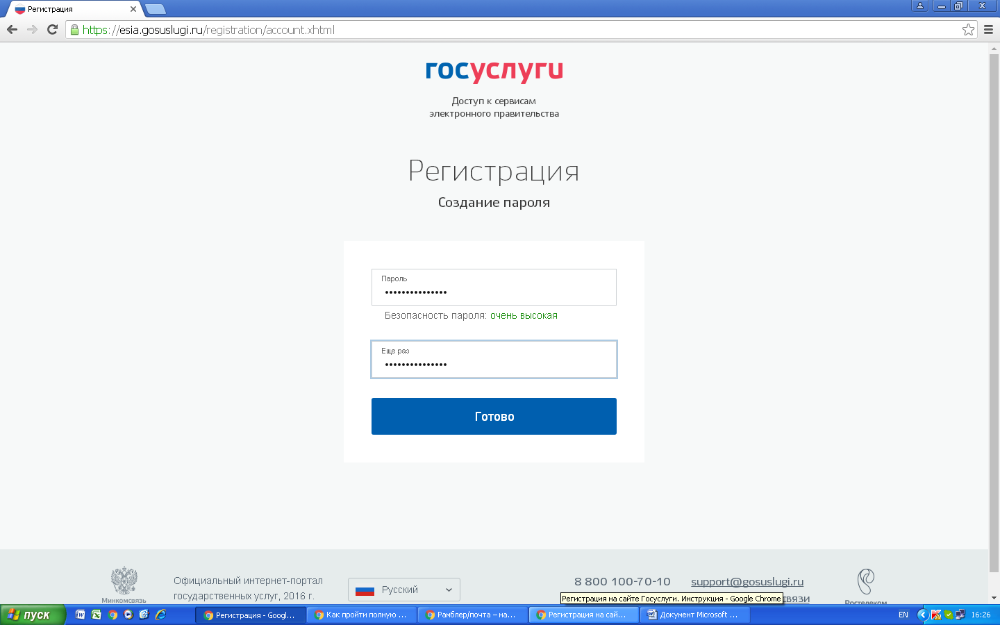 Регистрация
https://esia.gosuslugi.ru/registration/account.xhtml
госуслуги
Доступ к сервисам
электронного правительства
Регистрация
Создание пароля
Пароль
•••••••••••••••
Безопасность пароля: очень высокая
Еще раз
•••••••••••••••
Готово
Минкомсвязь
Официальный интернет-портал
государственных услуг, 2016 г.
Русский
8 800 100-70-10
support@gosuslugi.ru
связи
Ростелеком
Регистрация на сайте Госуслуги. Инструкция - Google Chrome
пуск
Регистрация - Googl...
Как пройти полную ...
Рамблер/почта – на...
Регистрация на сай...
Документ Microsoft ...
EN
16:26